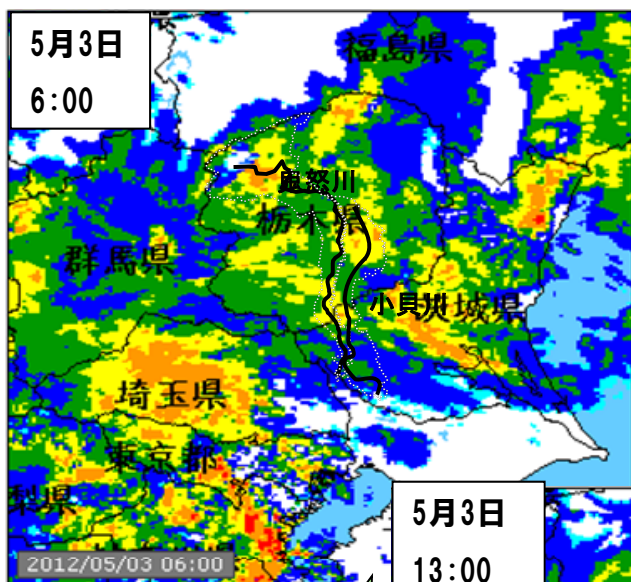 5月3日
6:00
福島県
鬼怒川
栃木県
群馬県
小貝川
茨城県
埼玉県
東京都
梨県
5月3日
13:00
2012/05/03 06:00